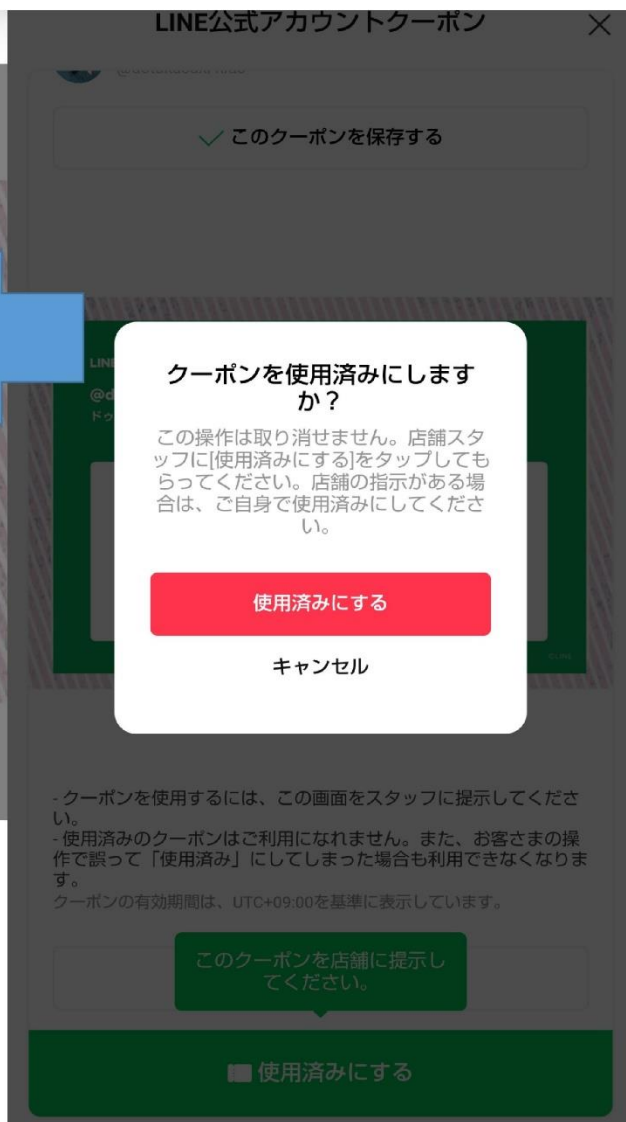 LINE公式アカウントクーポン
このクーポンを保存する
LINE
@d
ドゥ
クーポンを使用済みにします
か？
この操作は取り消せません。店舗スタ
ッフに[使用済みにする]をタップしても
らってください。店舗の指示がある場
合は、ご自身で使用済みにしてくださ
い。
使用済みにする
キャンセル
- クーポンを使用するには、この画面をスタッフに提示してくださ
い。
- 使用済みのクーポンはご利用になれません。また、お客さまの操
作で誤って「使用済み」にしてしまった場合も利用できなくなりま
す。
クーポンの有効期間は、UTC+09:00を基準に表示しています。
このクーポンを店舗に提示し
てください。
使用済みにする